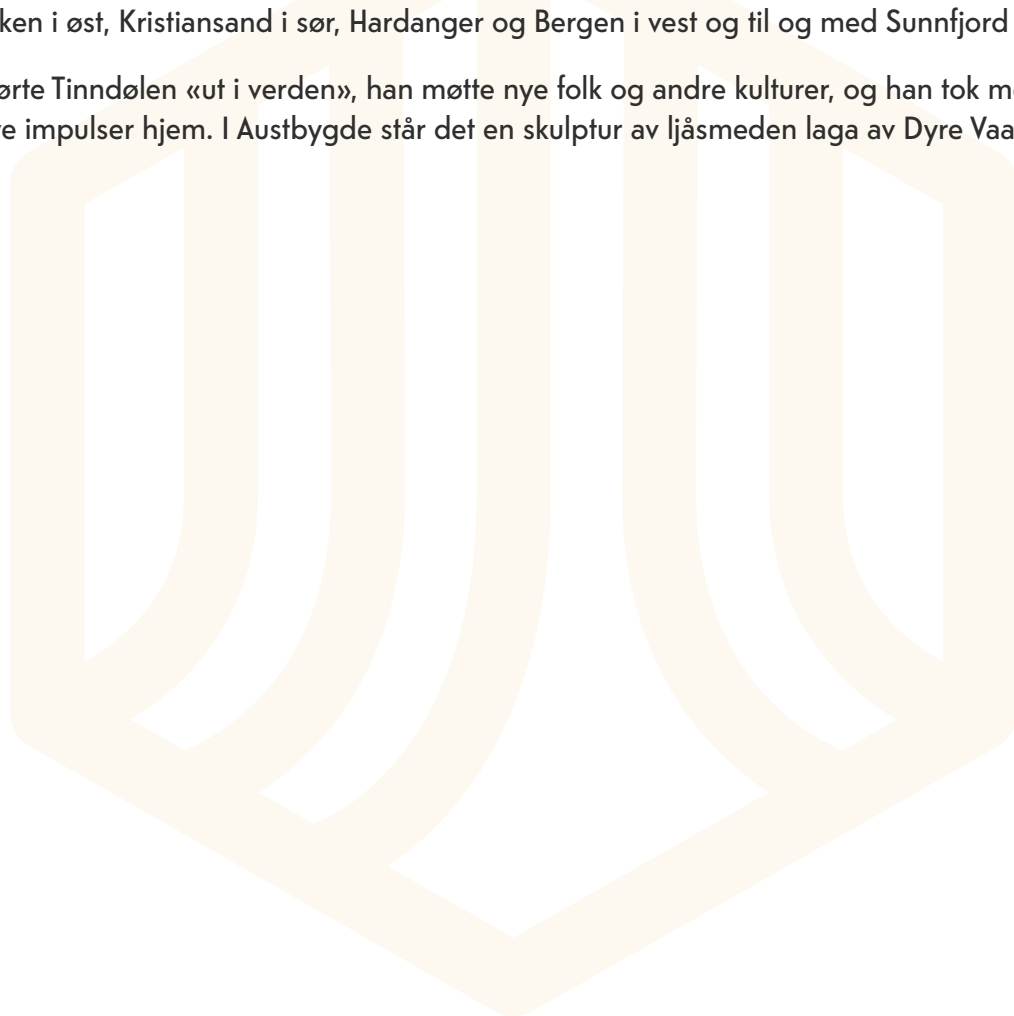 ken i øst, Kristiansand i sør, Hardanger og Bergen i vest og til og med Sunnfjord
ørte Tinndølen «ut i verden», han møtte nye folk og andre kulturer, og han tok m
e impulser hjem. I Austbygde står det en skulptur av ljåsmeden laga av Dyre Vaa